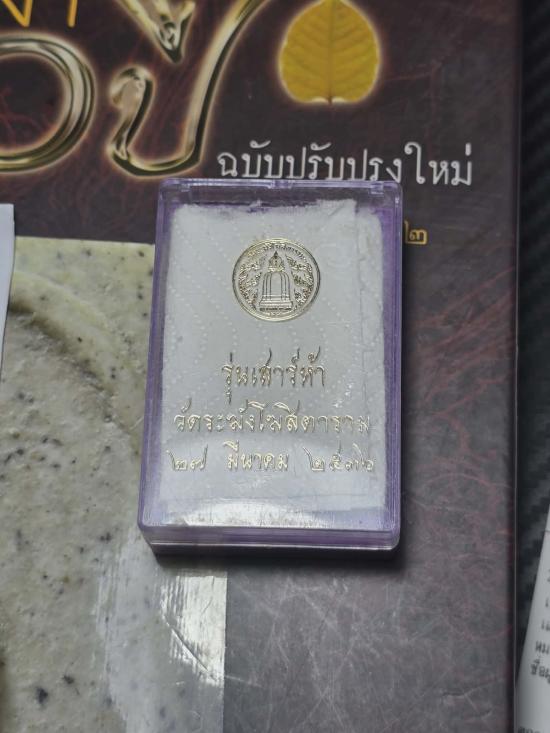 ฉบับปรับปรุงใหม่
๒
รุ่นเสาร์ห้า
วัดระฆังโฆสิตาราม
๒๗ มีนาคม ๒๕๓๖